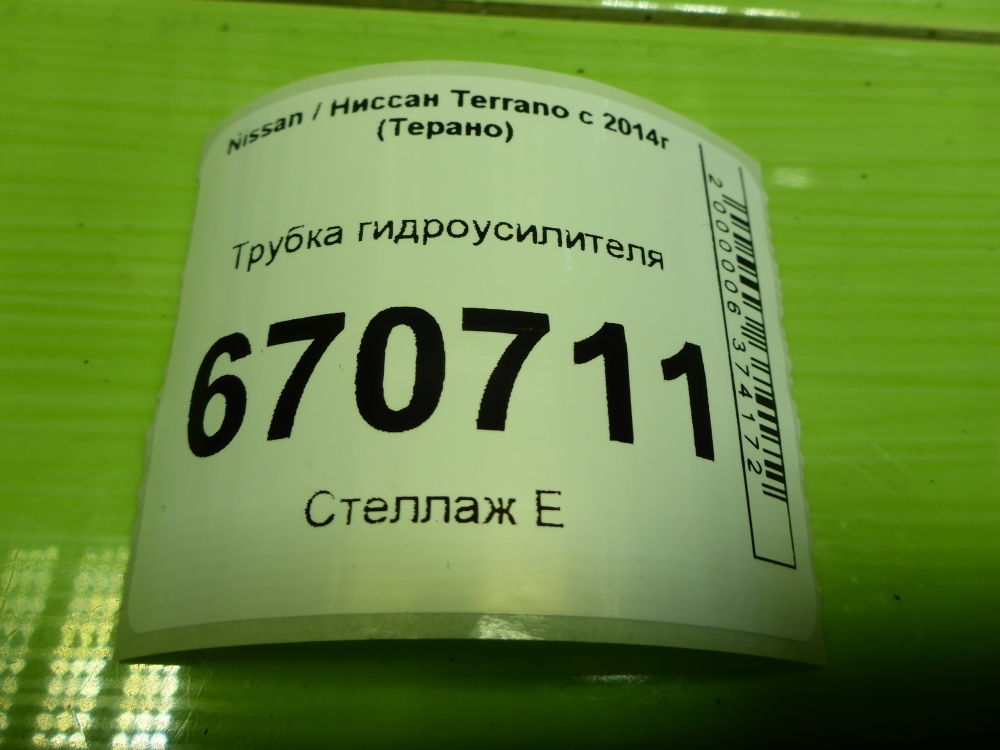 Nissan / Ниссан Terrano с 2014г
(Терано)
Трубка гидроусилителя
670711
Стеллаж Е
2000006374172